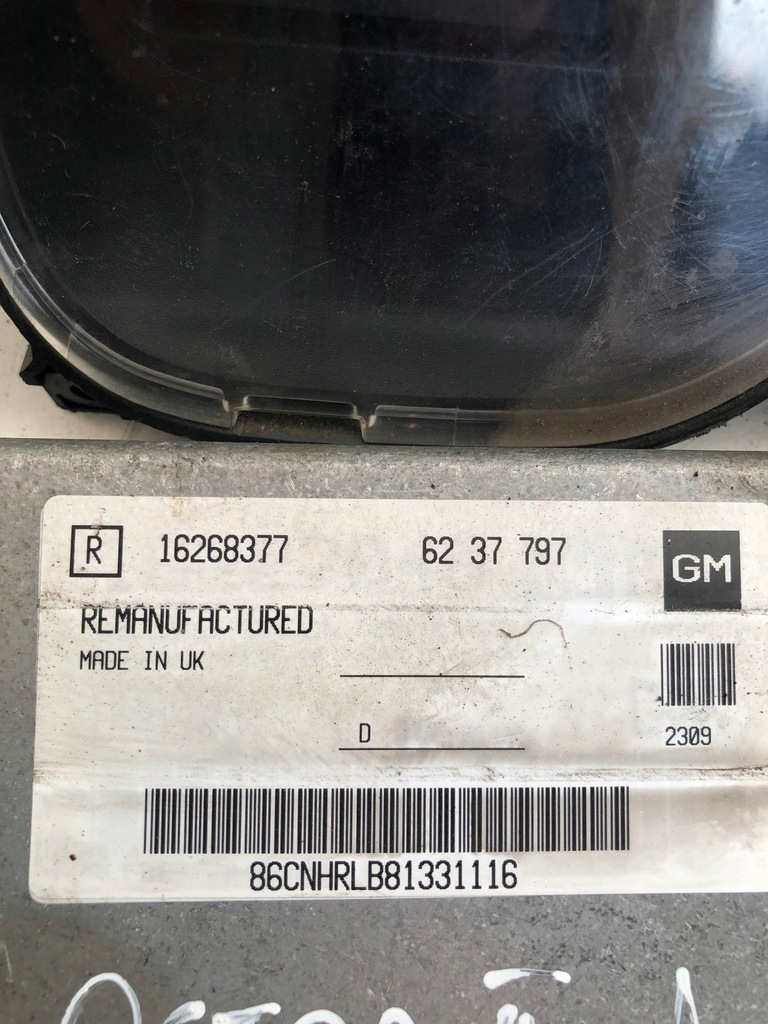 R 16268377 62 37 797 GM
REMANUFACTURED
MADE IN UK
D
2309
86CNHRLB81331116